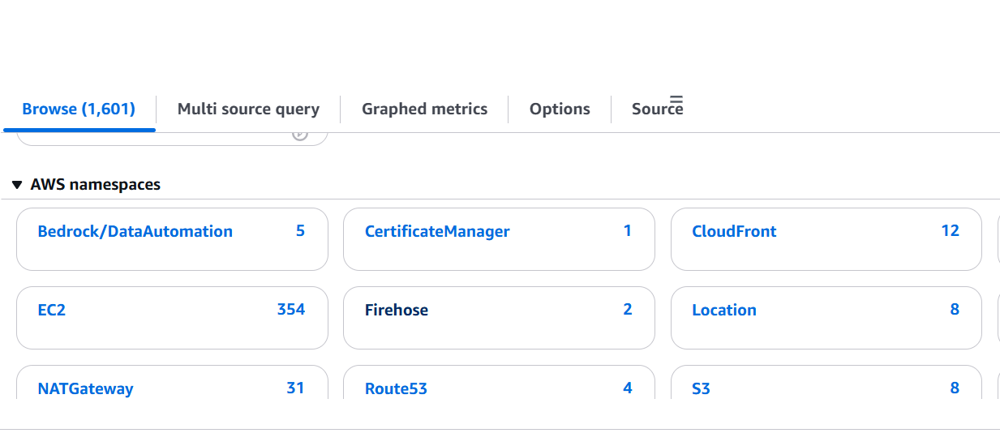 Browse (1,601) Multi source query Graphed metrics Options Source
AWS namespaces
Bedrock/DataAutomation 5 CertificateManager 1 CloudFront 12
EC2 354 Firehose 2 Location 8
NATGateway 31 Route53 4 S3 8